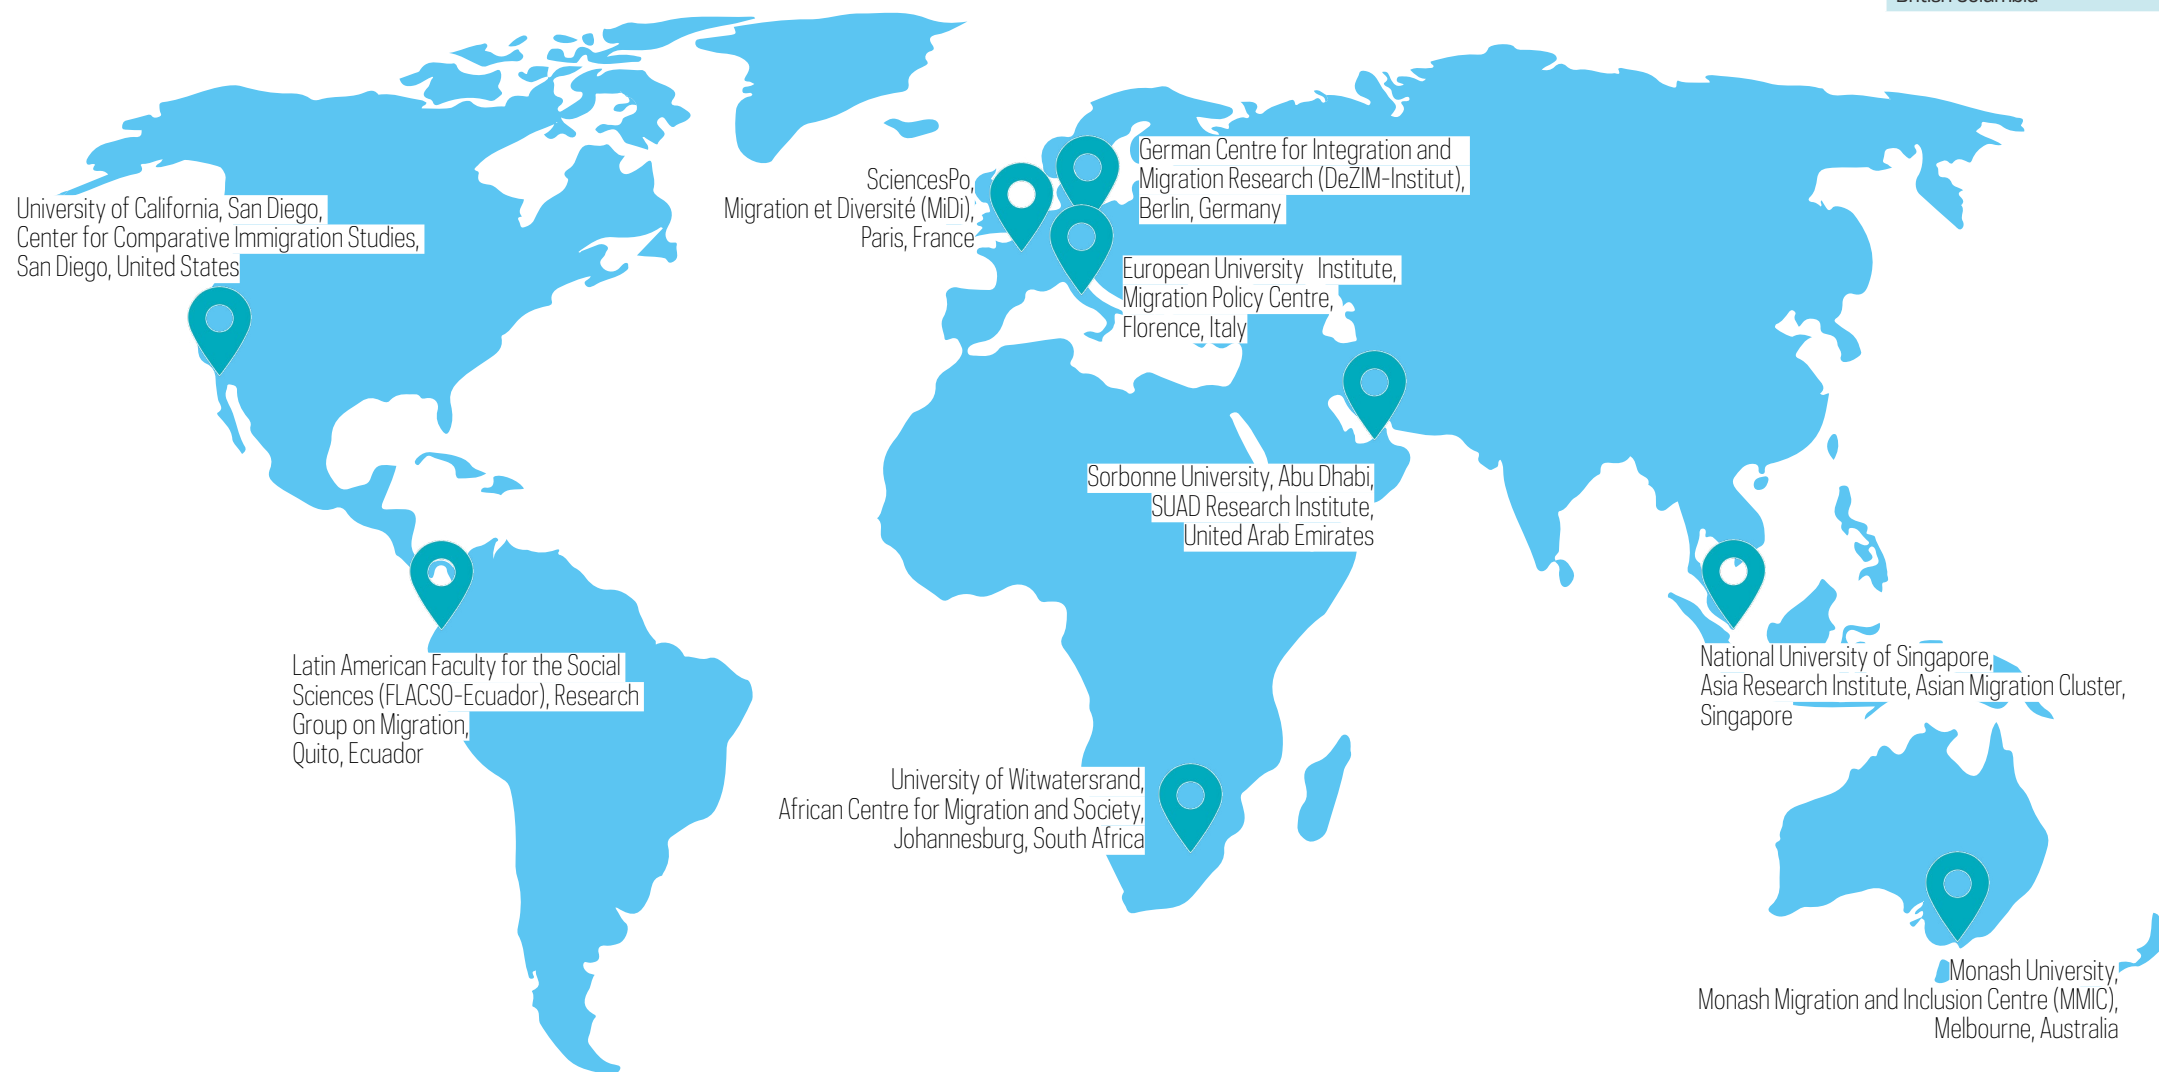 British Columbia
University of California, San Diego,
Center for Comparative Immigration Studies,
San Diego, United States
SciencesPo,
Migration et Diversité (MiDi),
Paris, France
German Centre for Integration and
Migration Research (DeZIM-Institut),
Berlin, Germany
European University Institute,
Migration Policy Centre,
Florence, Italy
Sorbonne University, Abu Dhabi,
SUAD Research Institute,
United Arab Emirates
Latin American Faculty for the Social
Sciences (FLACSO-Ecuador), Research
Group on Migration,
Quito, Ecuador
National University of Singapore,
Asia Research Institute, Asian Migration Cluster,
Singapore
University of Witwatersrand,
African Centre for Migration and Society,
Johannesburg, South Africa
Monash University,
Monash Migration and Inclusion Centre (MMIC),
Melbourne, Australia